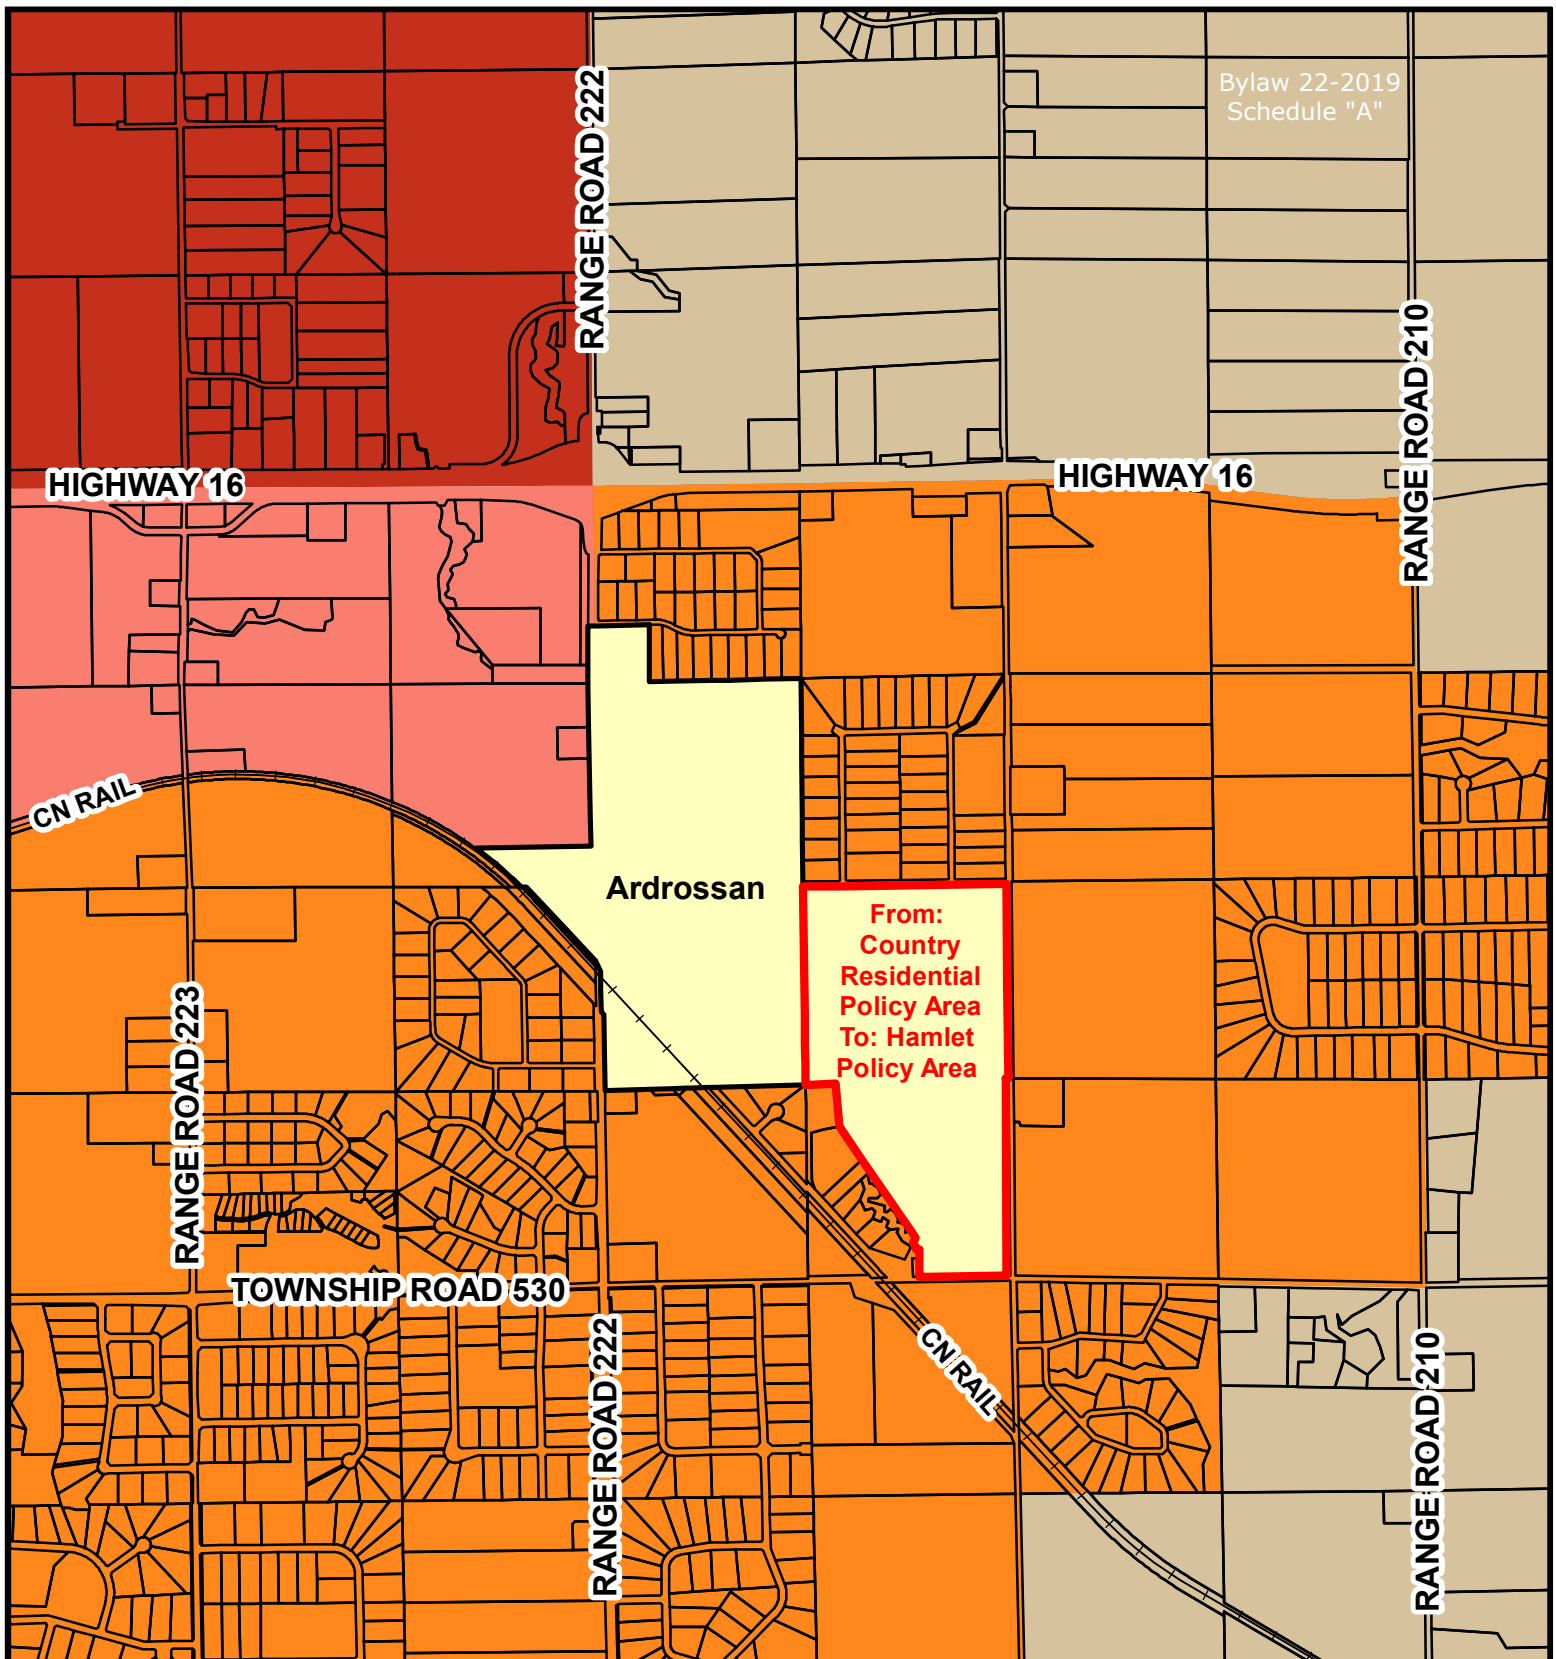 Bylaw 22-2019
Schedule "A"
RANGE ROAD 222
RANGE ROAD 210
HIGHWAY 16
HIGHWAY 16
CN RAIL
Ardrossan
From:
Country
Residential
Policy Area
To: Hamlet
Policy Area
RANGE ROAD 223
TOWNSHIP ROAD 530
RANGE ROAD 222
CN RAIL
RANGE ROAD 210